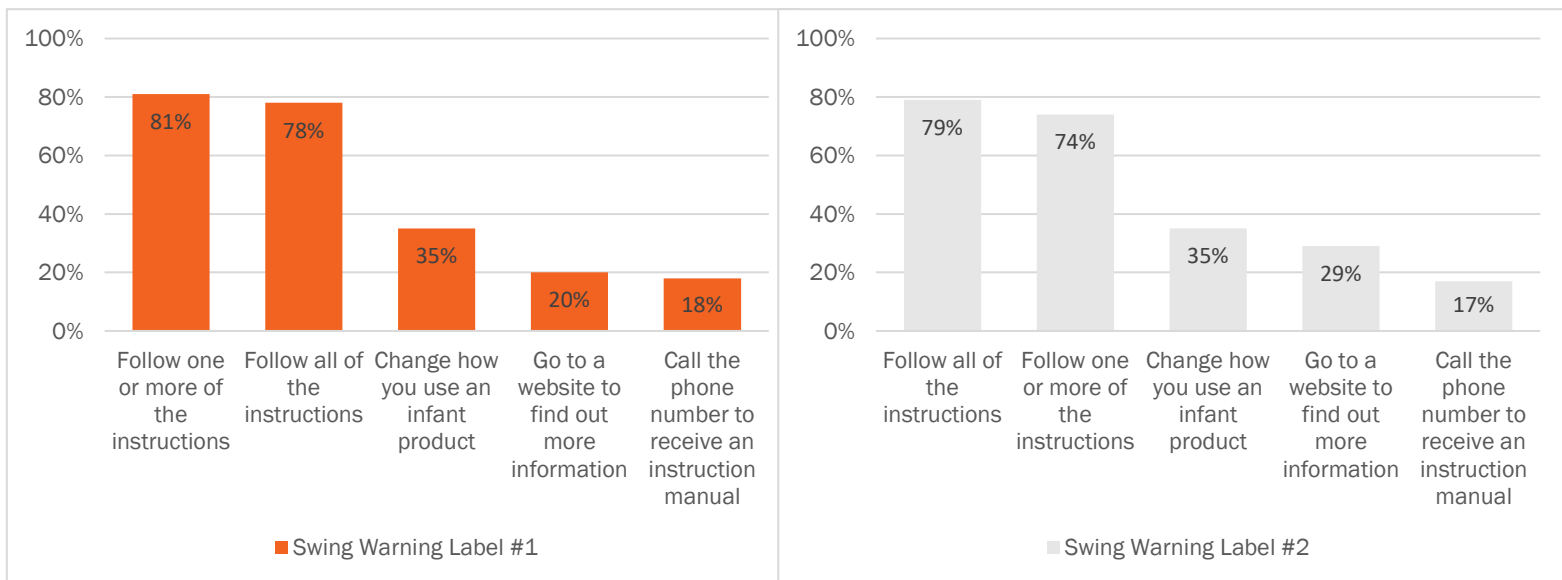 100%
80%
60%
40%
20%
0%
81%
78%
35%
20%
18%
Follow one
or more of
the
instructions
Follow all of
the
instructions
Change how
you use an
infant
product
Go to a
website to
find out
more
information
Call the
phone
number to
receive an
instruction
manual
Swing Warning Label #1
100%
80%
60%
40%
20%
0%
79%
74%
35%
29%
17%
Follow all of
the
instructions
Follow one
or more of
the
instructions
Change how
you use an
infant
product
Go to a
website to
find out
more
information
Call the
phone
number to
receive an
instruction
manual
Swing Warning Label #2